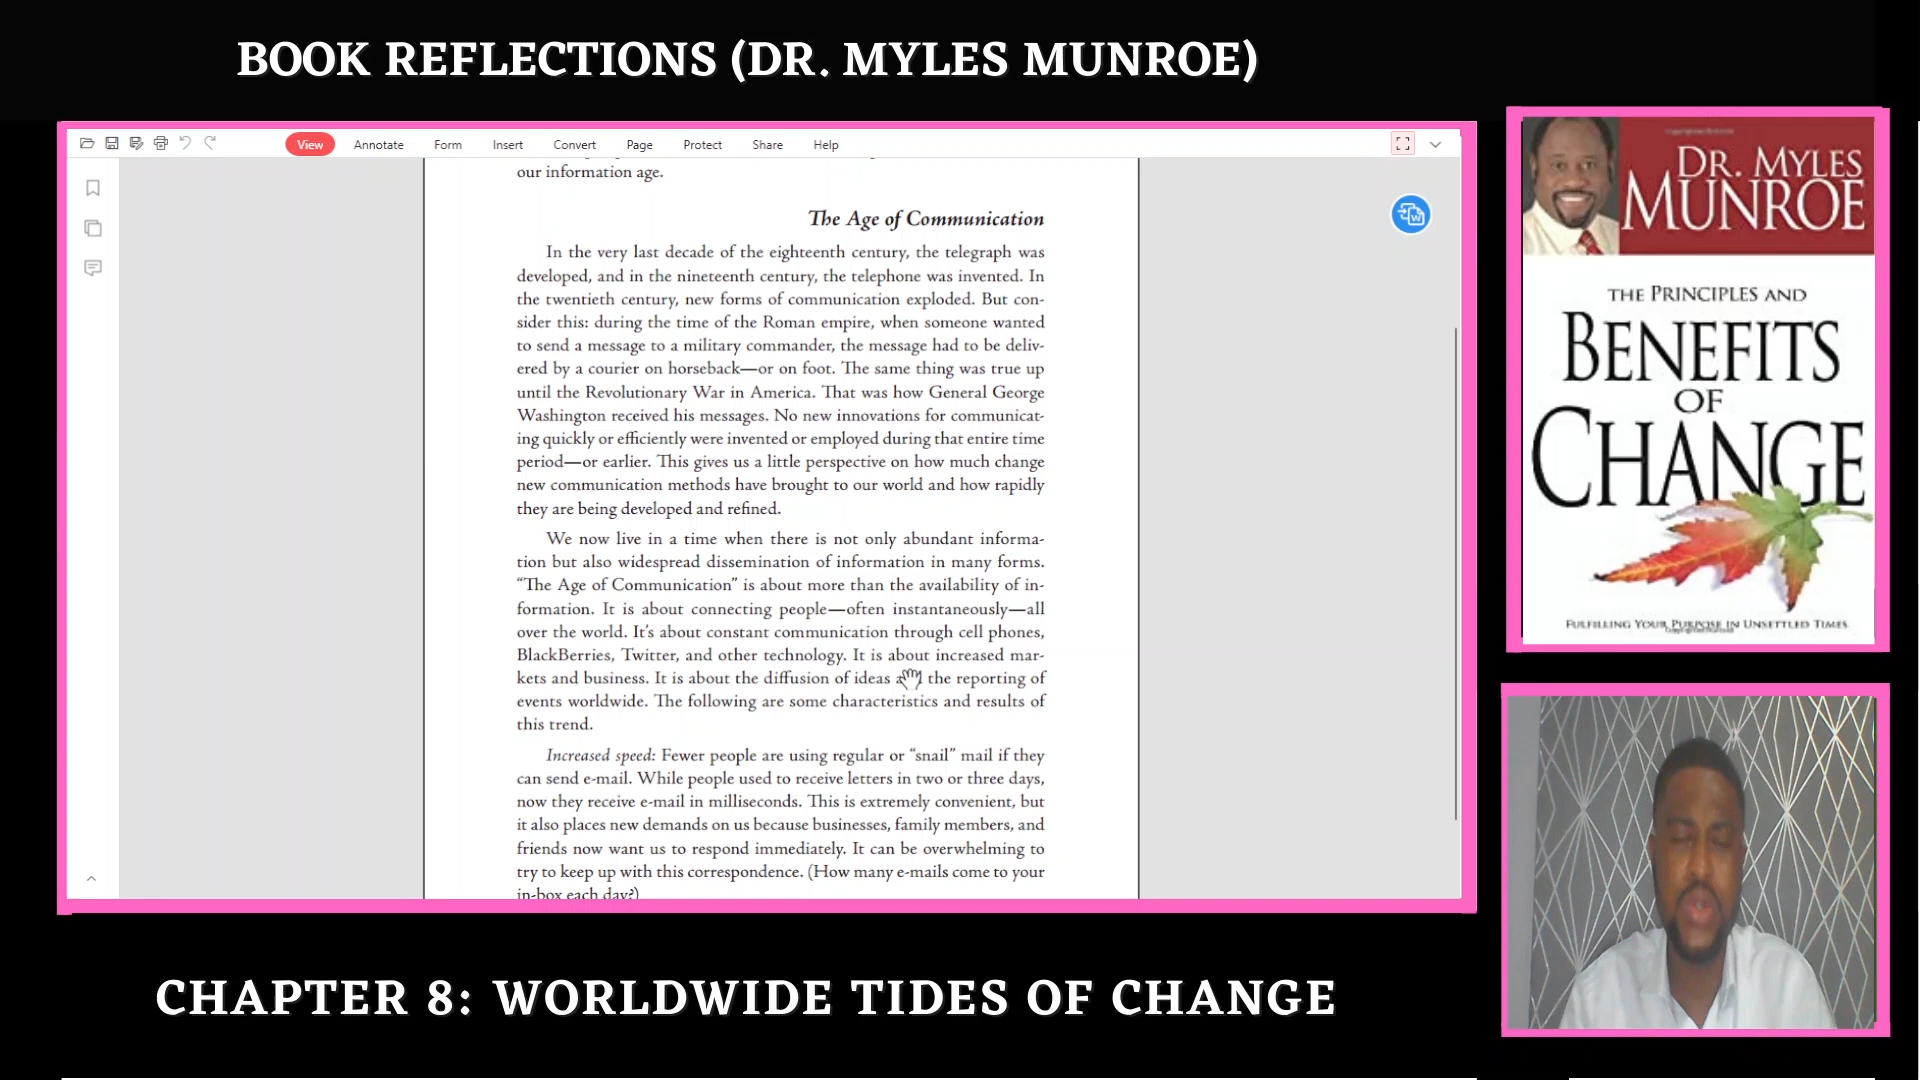 BOOK REFLECTIONS (DR. MYLES MUNROE)
View Annotate Form Insert Convert Page Protect Share Help
our information age.
The Age of Communication
In the very last decade of the eighteenth century, the telegraph was
developed, and in the nineteenth century, the telephone was invented. In
the twentieth century, new forms of communication exploded. But con-
sider this: during the time of the Roman empire, when someone wanted
to send a message to a military commander, the message had to be deliv-
ered by a courier on horseback—or on foot. The same thing was true up
until the Revolutionary War in America. That was how General George
Washington received his messages. No new innovations for communicat-
ing quickly or efficiently were invented or employed during that entire time
period—or earlier. This gives us a little perspective on how much change
new communication methods have brought to our world and how rapidly
they are being developed and refined.
We now live in a time when there is not only abundant informa-
tion but also widespread dissemination of information in many forms.
“The Age of Communication” is about more than the availability of in-
formation. It is about connecting people—often instantaneously—all
over the world. It’s about constant communication through cell phones,
BlackBerries, Twitter, and other technology. It is about increased mar-
kets and business. It is about the diffusion of ideas the reporting of
events worldwide. The following are some characteristics and results of
this trend.
Increased speed: Fewer people are using regular or “snail” mail if they
can send e-mail. While people used to receive letters in two or three days,
now they receive e-mail in milliseconds. This is extremely convenient, but
it also places new demands on us because businesses, family members, and
friends now want us to respond immediately. It can be overwhelming to
try to keep up with this correspondence. (How many e-mails come to your
in-box each day?)
DR. MYLES
MUNROE
THE PRINCIPLES AND
BENEFITS
OF
CHANGE
FULFILLING YOUR PURPOSE IN UNSETTLED TIMES
CHAPTER 8: WORLDWIDE TIDES OF CHANGE